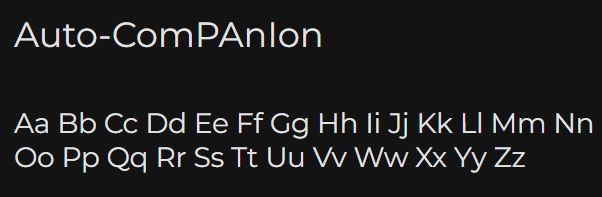 Auto-ComPAnIon
Aa Bb Cc Dd Ee Ff Gg Hh Ii Jj Kk Ll Mm Nn
Oo Pp Qq Rr Ss Tt Uu Vv Ww Xx Yy Zz